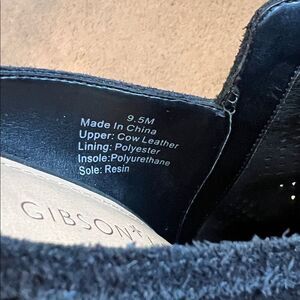 9.5M
Made In China
Upper: Cow Leather
Lining: Polyester
Insole:Polyurethane
Sole: Resin
GIBSON